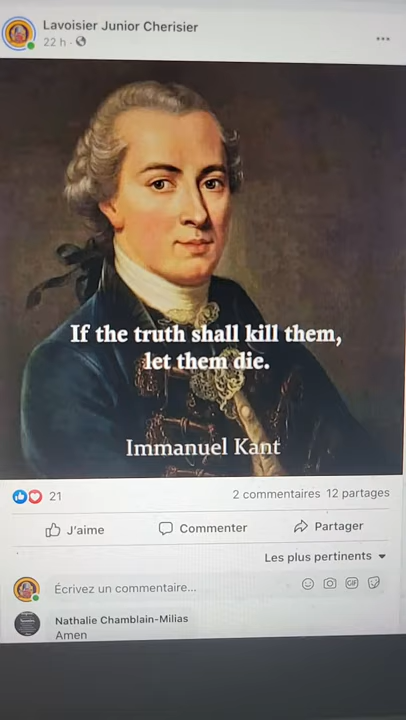 Lavoisier Junior Cherisier
22 h ·
If the truth shall kill them,
let them die.
Immanuel Kant
21
2 commentaires 12 partages
J'aime
Commenter
Partager
Les plus pertinents
Écrivez un commentaire...
GIF
Nathalie Chamblain-Milias
Amen